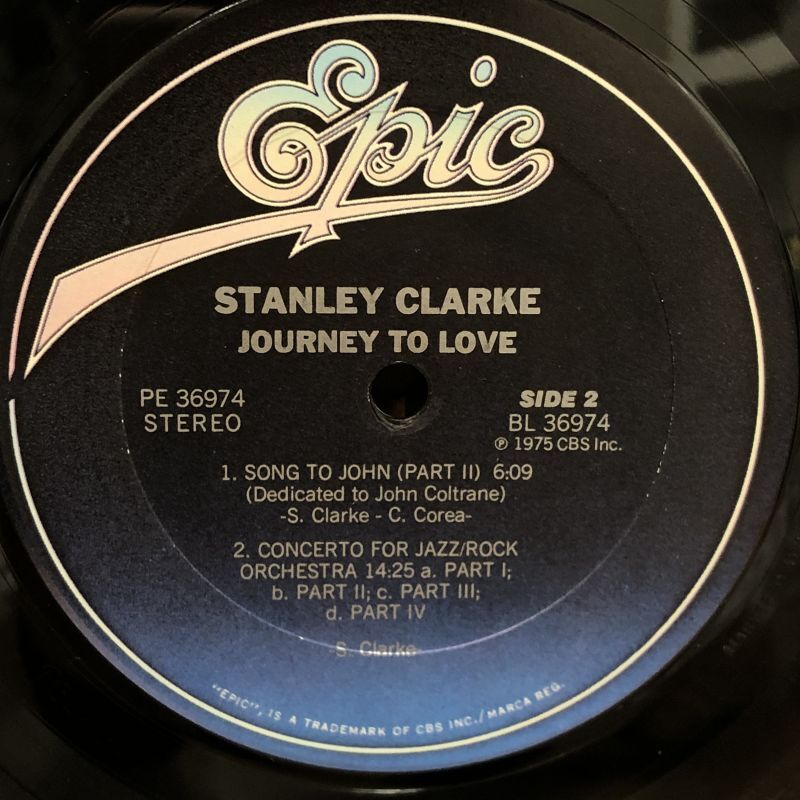 Epic
STANLEY CLARKE
JOURNEY TO LOVE
PE 36974
STEREO
SIDE 2
BL 36974
℗ 1975 CBS Inc.
1. SONG TO JOHN (PART II) 6:09
(Dedicated to John Coltrane)
-S. Clarke - C. Corea-
2. CONCERTO FOR JAZZ/ROCK
ORCHESTRA 14:25 a. PART I;
b. PART II; c. PART III;
d. PART IV
-S. Clarke-
"EPIC", IS A TRADEMARK OF CBS INC./MARCA REG.